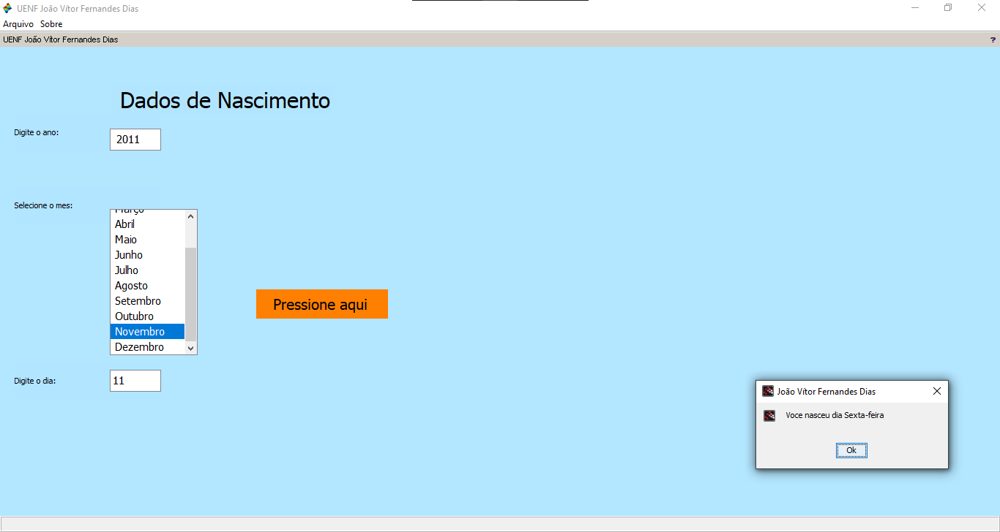 UENF João Vítor Fernandes Dias
Arquivo Sobre
UENF João Vítor Fernandes Dias ?
Dados de Nascimento
Digite o ano:
2011
Selecione o mes:
Março
Abril
Maio
Junho
Julho
Agosto
Setembro
Outubro
Novembro
Dezembro
Pressione aqui
Digite o dia:
11
João Vítor Fernandes Dias
Voce nasceu dia Sexta-feira
Ok